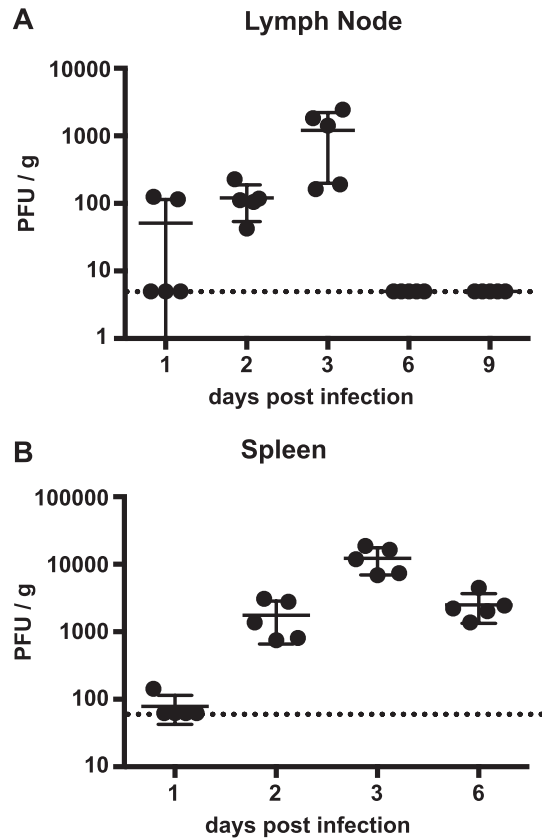 A
Lymph Node
PFU / g
10000
1000
100
10
1
1 2 3 6 9
days post infection
B
Spleen
PFU / g
100000
10000
1000
100
10
1 2 3 6
days post infection